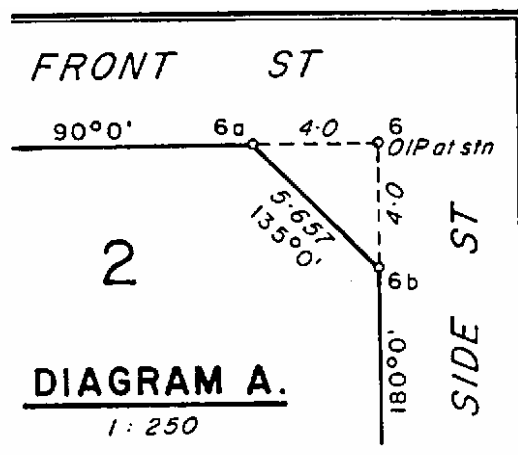 FRONT ST
90°0' 6a 4·0 6
OIP at stn
5·657
135°0'
4·0
2
6b
SIDE ST
180°0'
DIAGRAM A.
1 : 250